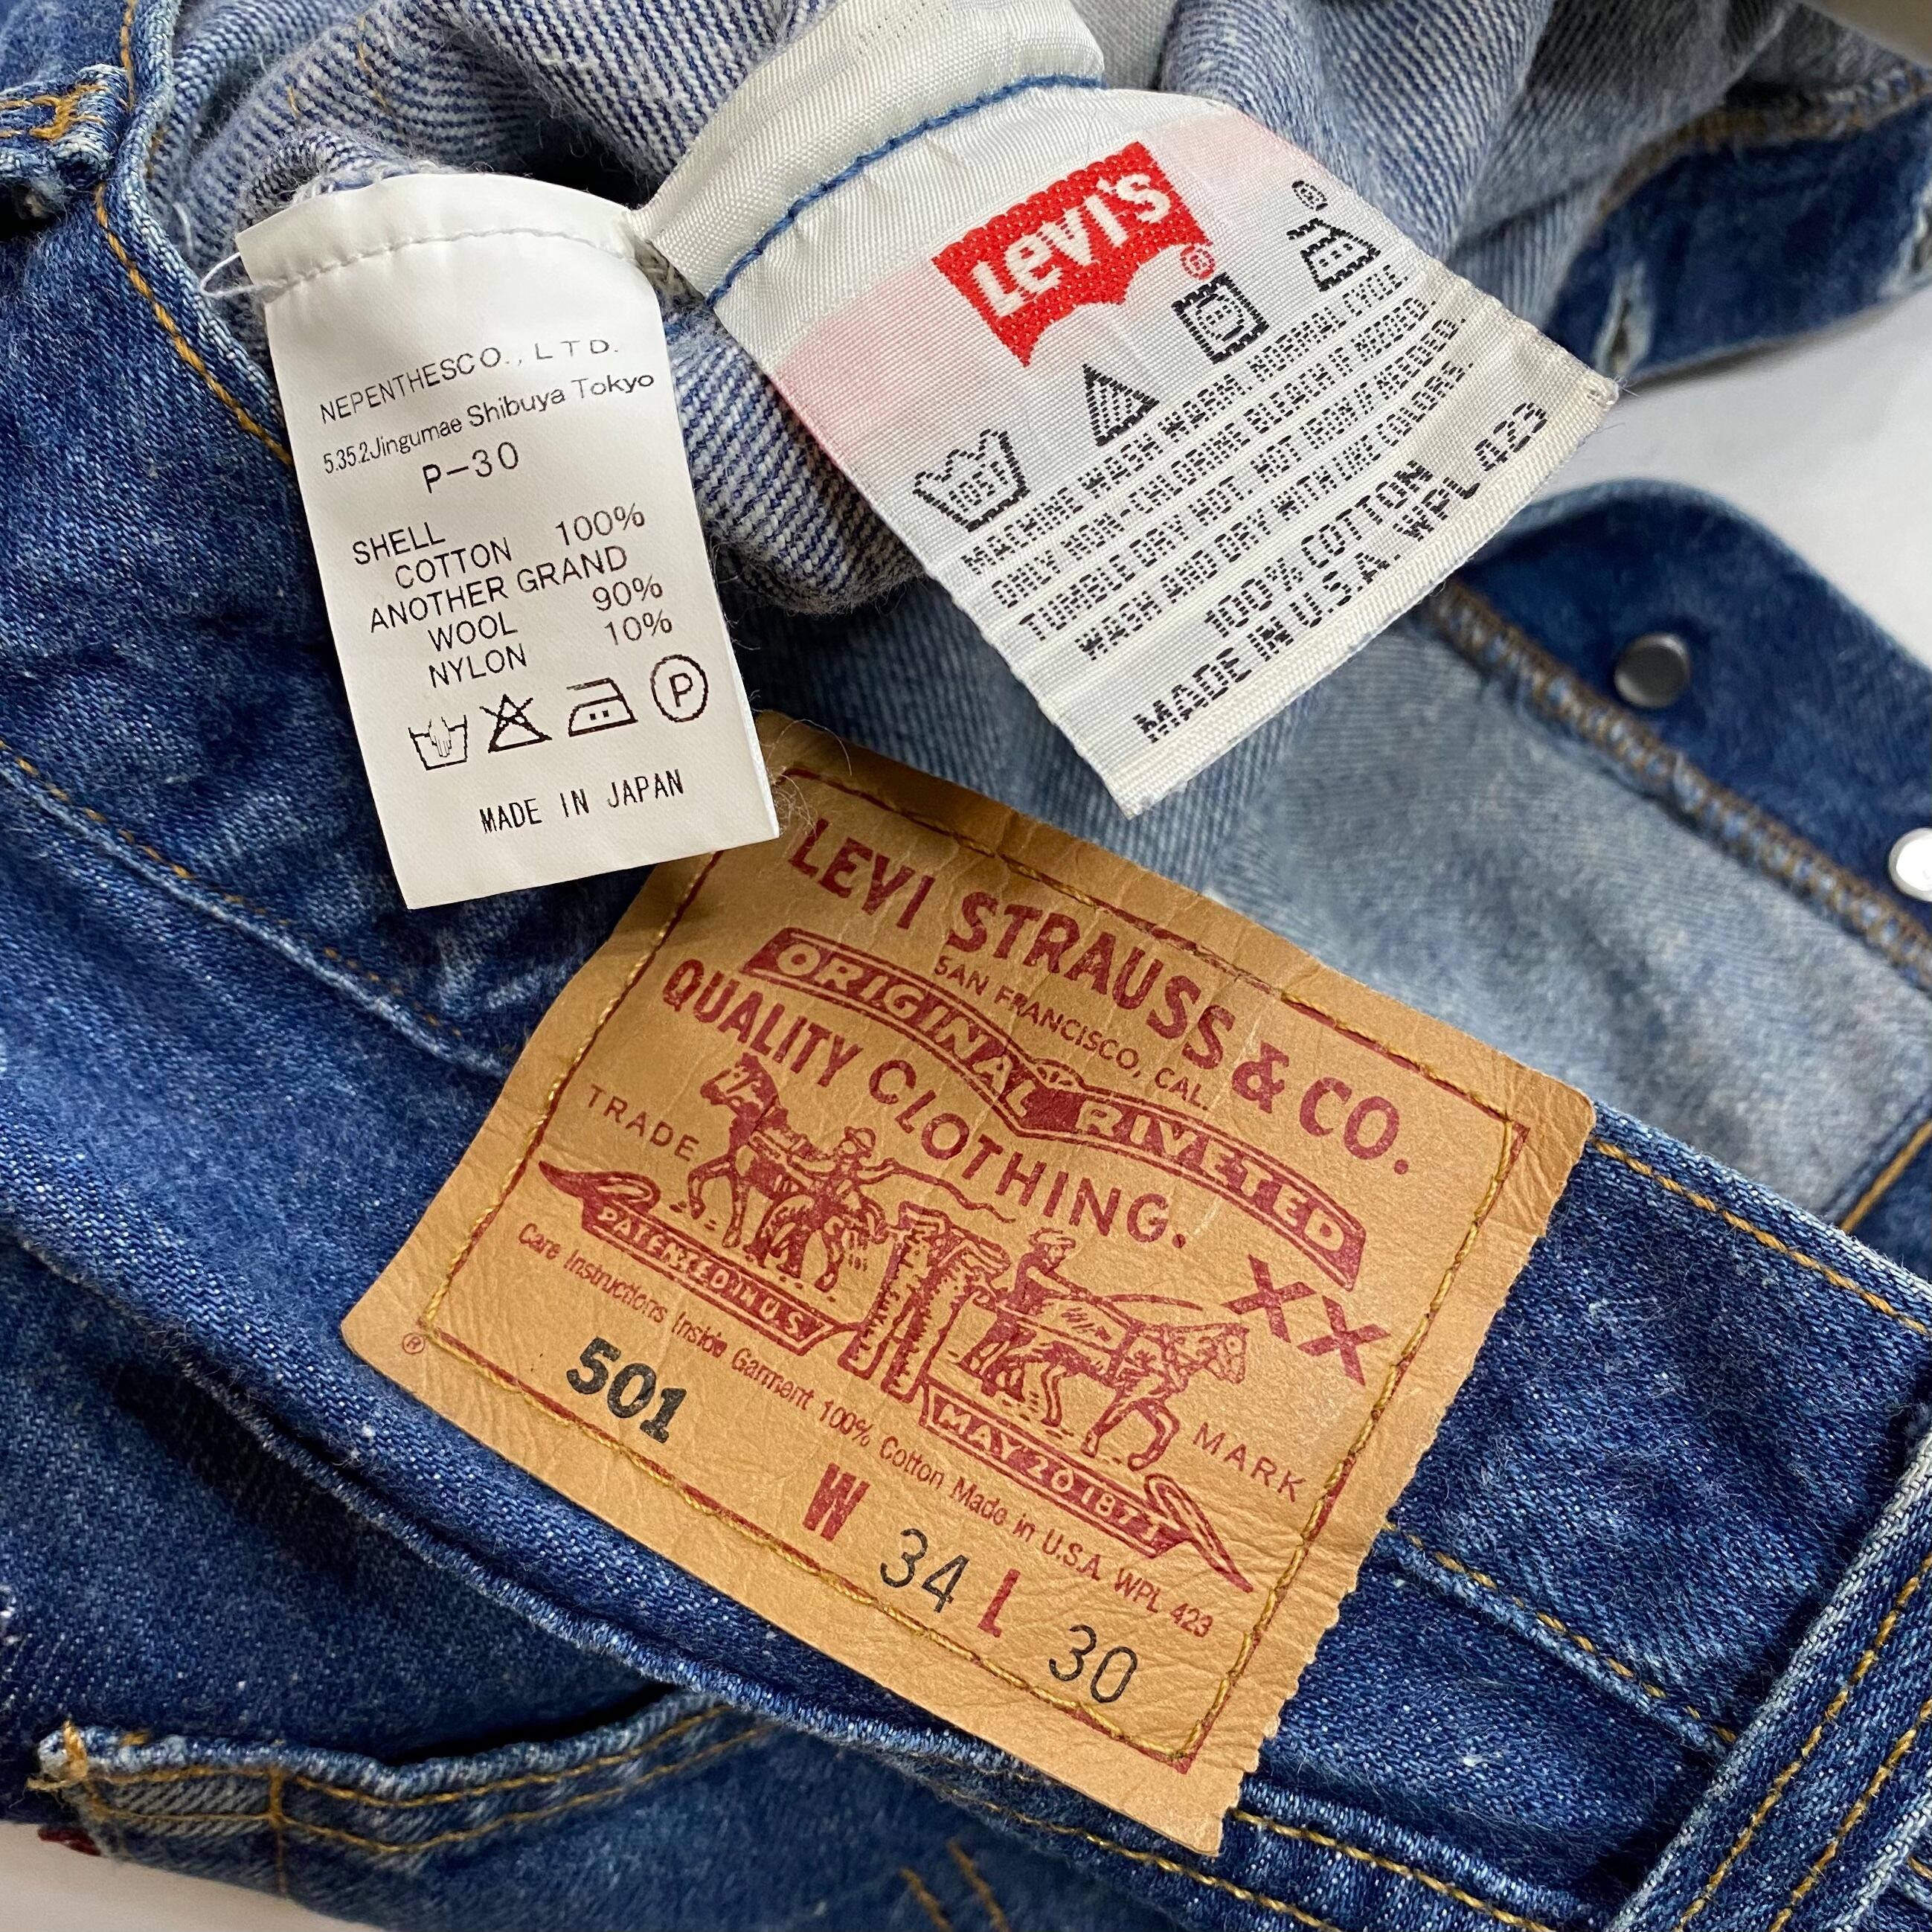 NEPENTHESCO., LTD.
5.35.2Jingumae Shibuya Tokyo
P-30
SHELL
COTTON 100%
ANOTHER GRAND
WOOL 90%
NYLON 10%
P
MADE IN JAPAN
Levi's
®
®
105F
MACHINE WASH WARM. NORMAL CYCLE.
ONLY NON-CHLORINE BLEACH IF NEEDED.
TUMBLE DRY HOT. HOT IRON IF NEEDED.
WASH AND DRY WITH LIKE COLORS.
100% COTTON
MADE IN U.S.A. WPL 423
LEVI STRAUSS & CO.
SAN FRANCISCO, CAL.
ORIGINAL RIVETED
QUALITY CLOTHING.
TRADE MARK
XX
PATENTED IN U S
MAY 20 1873
Care Instructions Inside Garment 100% Cotton Made in U.S.A. WPL 423
®
501
W 34 L 30